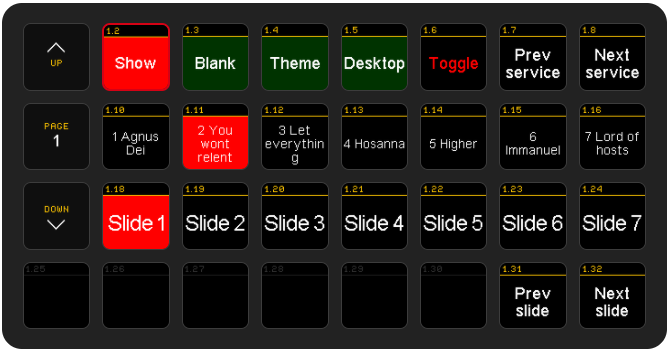 UP
1.2
Show
1.3
Blank
1.4
Theme
1.5
Desktop
1.6
Toggle
1.7
Prev
service
1.8
Next
service
PAGE
1
1.10
1 Agnus
Dei
1.11
2 You
wont
relent
1.12
3 Let
everythin
g
1.13
4 Hosanna
1.14
5 Higher
1.15
6
Immanuel
1.16
7 Lord of
hosts
DOWN
1.18
Slide 1
1.19
Slide 2
1.20
Slide 3
1.21
Slide 4
1.22
Slide 5
1.23
Slide 6
1.24
Slide 7
1.25
1.26
1.27
1.28
1.29
1.30
1.31
Prev
slide
1.32
Next
slide